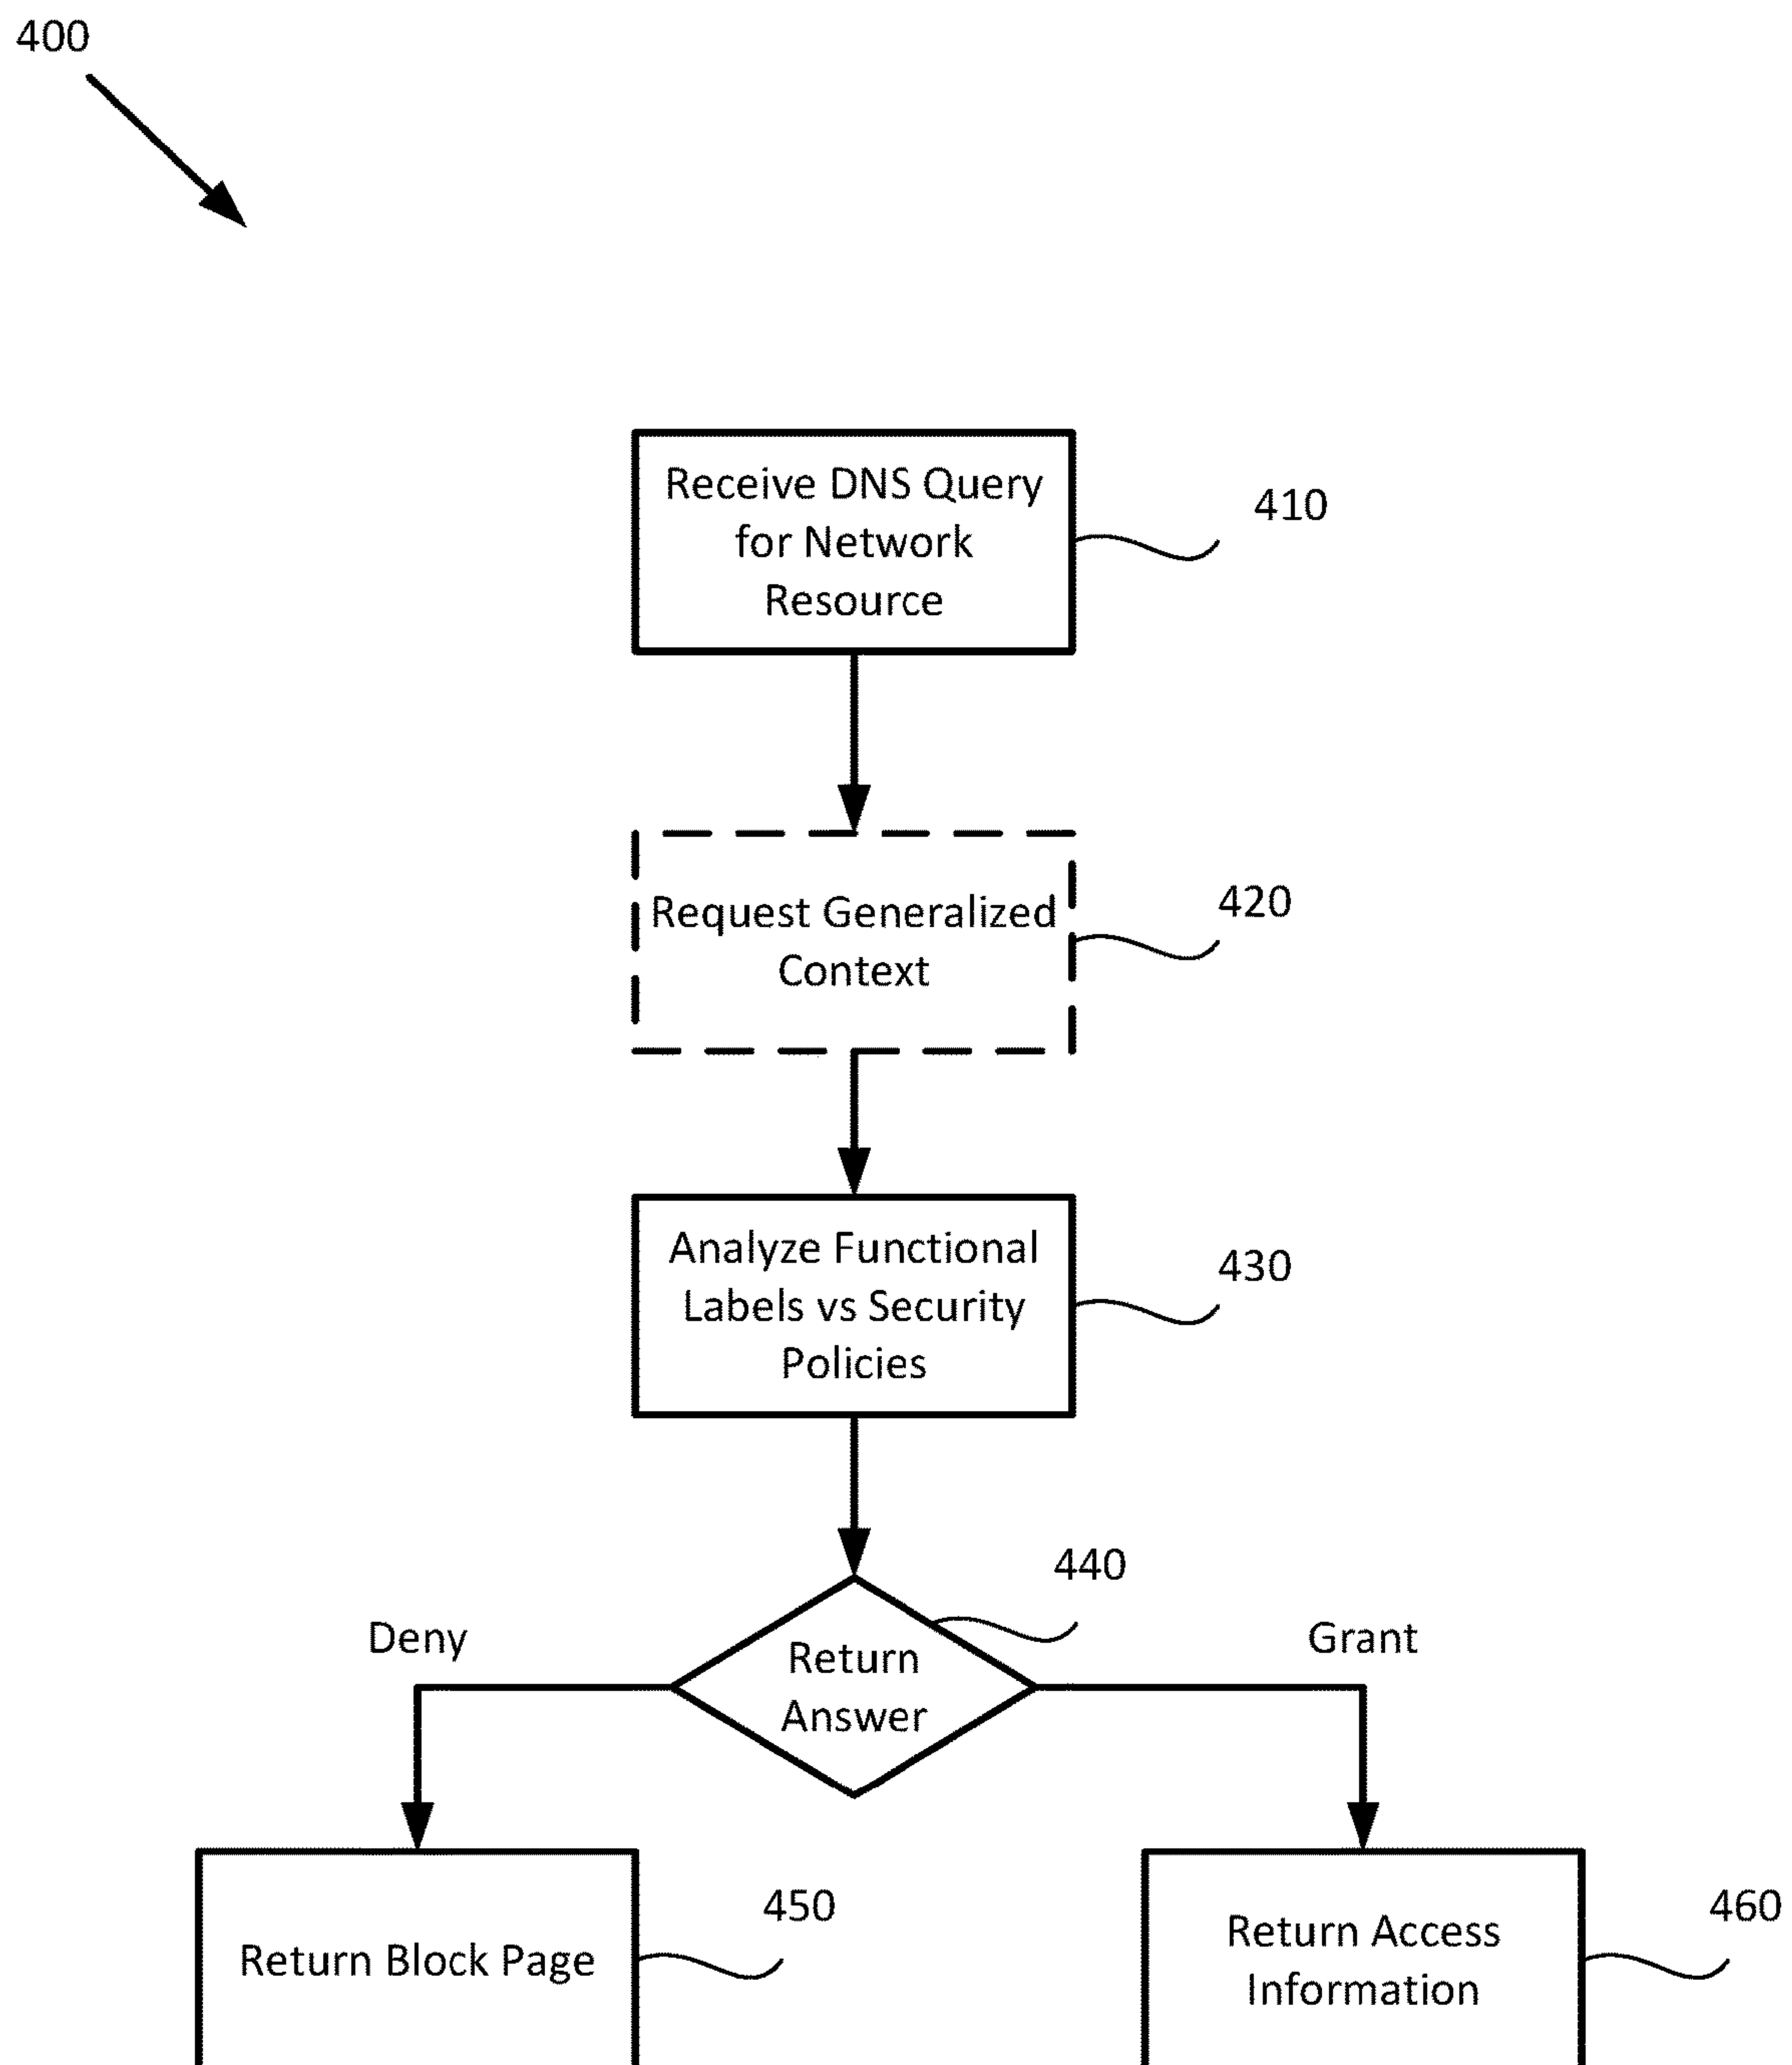 400
Receive DNS Query
for Network
Resource
410
Request Generalized
Context
420
Analyze Functional
Labels vs Security
Policies
430
440
Deny
Return
Answer
Grant
Return Block Page
450
Return Access
Information
460